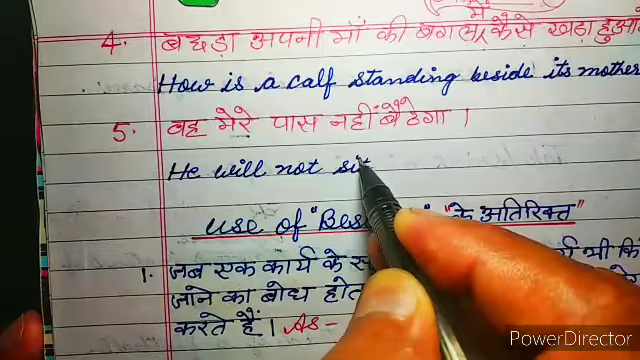 में
4. बछड़ा अपनी माँ की बगल कैसे खड़ा हुआ
How is a calf standing beside its mother
5. वह मेरे पास नहीं बैठेगा ।
He will not sit
use of "Bes " के अतिरिक्त"
1. जब एक कार्य के भी
जाने का बोध
करते हैं। As-
PowerDirector